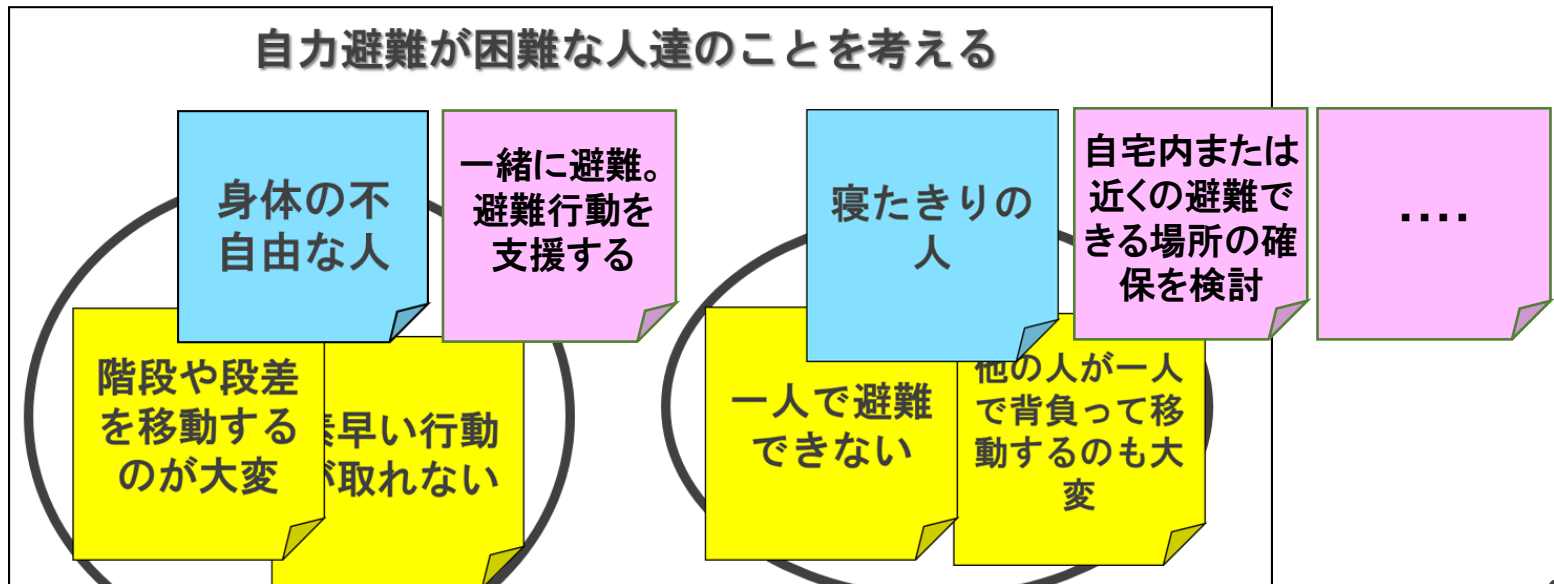 自力避難が困難な人達のことを考える
身体の不
自由な人
一緒に避難。
避難行動を
支援する
階段や段差
を移動する
のが大変
早い行動
が取れない
寝たきりの
人
自宅内または
近くの避難で
きる場所の確
保を検討
....
一人で避難
できない
他の人が一人
で背負って移
動するのも大
変